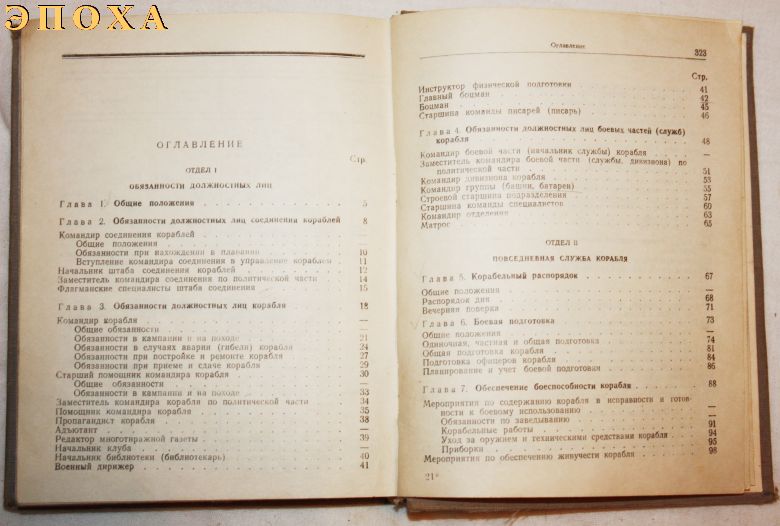 ЭПОХА
ОГЛАВЛЕНИЕ
Стр.
ОТДЕЛ I
ОБЯЗАННОСТИ ДОЛЖНОСТНЫХ ЛИЦ
Глава 1. Общие положения 5
Глава 2. Обязанности должностных лиц соединения кораблей 8
Командир соединения кораблей —
Общие положения —
Обязанности при нахождении в плавании 10
Вступление командира соединения в управление кораблем 11
Начальник штаба соединения кораблей 12
Заместитель командира соединения по политической части 14
Флагманские специалисты штаба соединения 15
Глава 3. Обязанности должностных лиц корабля 18
Командир корабля —
Общие обязанности —
Обязанности в кампании и на походе 21
Обязанности в случаях аварии (гибели) корабля 24
Обязанности при постройке и ремонте корабля 27
Обязанности при приеме и сдаче корабля 29
Старший помощник командира корабля 30
Общие обязанности —
Обязанности в кампании и на походе 33
Заместитель командира корабля по политической части 34
Помощник командира корабля 35
Пропагандист корабля 38
Адъютант —
Редактор многотиражной газеты 39
Начальник клуба —
Начальник библиотеки (библиотекарь) 40
Военный дирижер 41
Оглавление 323
Стр.
Инструктор физической подготовки 41
Главный боцман 42
Боцман 45
Старшина команды писарей (писарь) 46
Глава 4. Обязанности должностных лиц боевых частей (служб)
корабля 48
Командир боевой части (начальник службы) корабля —
Заместитель командира боевой части (службы, дивизиона) по
политической части 51
Командир дивизиона корабля 53
Командир группы (башни, батареи) 55
Строевой старшина подразделения 57
Старшина команды специалистов 60
Командир отделения 63
Матрос 65
ОТДЕЛ II
ПОВСЕДНЕВНАЯ СЛУЖБА КОРАБЛЯ
Глава 5. Корабельный распорядок 67
Общие положения —
Распорядок дня 68
Вечерняя поверка 71
Глава 6. Боевая подготовка 73
Общие положения —
Одиночная, частная и общая подготовка 74
Общая подготовка корабля 81
Подготовка офицеров корабля 84
Планирование и учет боевой подготовки 86
Глава 7. Обеспечение боеспособности корабля 88
Мероприятия по содержанию корабля в исправности и готов-
ности к боевому использованию —
Обязанности по заведыванию —
Корабельные работы 91
Уход за оружием и техническими средствами корабля 94
Приборки 95
Мероприятия по обеспечению живучести корабля 98
21*